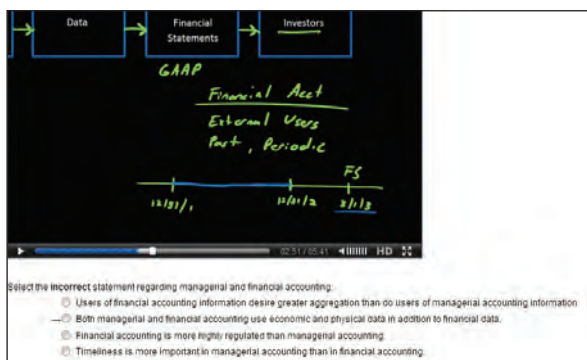 Data
Financial
Statements
Investors
GAAP
Financial Acct
External Users
Past, Periodic
FS
12/31/1
12/31/2
3/1/3
02:51 / 05:41
HD
Select the incorrect statement regarding managerial and financial accounting:
Users of financial accounting information desire greater aggregation than do users of managerial accounting information
Both managerial and financial accounting use economic and physical data in addition to financial data.
Financial accounting is more highly regulated than managerial accounting.
Timeliness is more important in managerial accounting than in financial accounting.